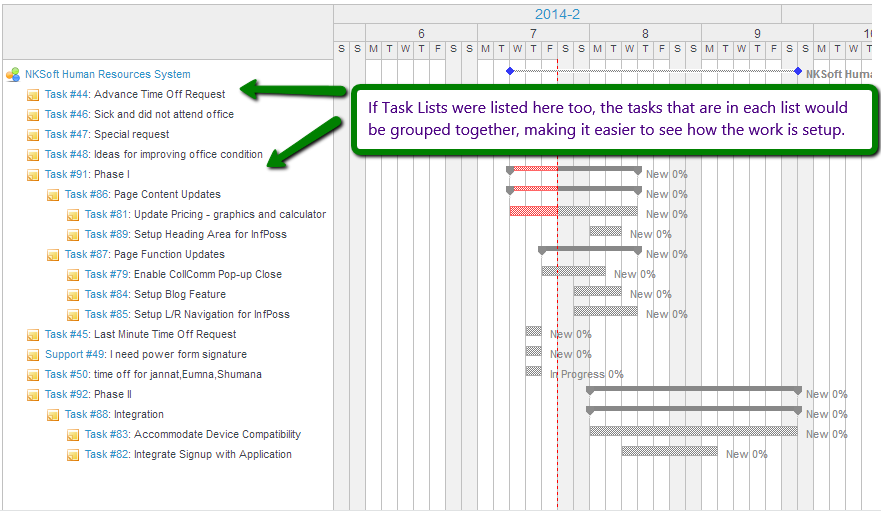 2014-2
6 7 8 9 10
S S M T W T F S S M T W T F S S M T W T F S S M T W T F S S M T W T F S S M T
NKSoft Human Resources System
NKSoft Huma
Task #44: Advance Time Off Request
If Task Lists were listed here too, the tasks that are in each list would
be grouped together, making it easier to see how the work is setup.
Task #46: Sick and did not attend office
Task #47: Special request
Task #48: Ideas for improving office condition
Task #91: Phase I New 0%
Task #86: Page Content Updates New 0%
Task #81: Update Pricing - graphics and calculator New 0%
Task #89: Setup Heading Area for InfPoss New 0%
Task #87: Page Function Updates New 0%
Task #79: Enable CollComm Pop-up Close New 0%
Task #84: Setup Blog Feature New 0%
Task #85: Setup L/R Navigation for InfPoss New 0%
Task #45: Last Minute Time Off Request New 0%
Support #49: I need power form signature New 0%
Task #50: time off for jannat,Eumna,Shumana In Progress 0%
Task #92: Phase II New 0%
Task #88: Integration New 0%
Task #83: Accommodate Device Compatibility New 0%
Task #82: Integrate Signup with Application New 0%